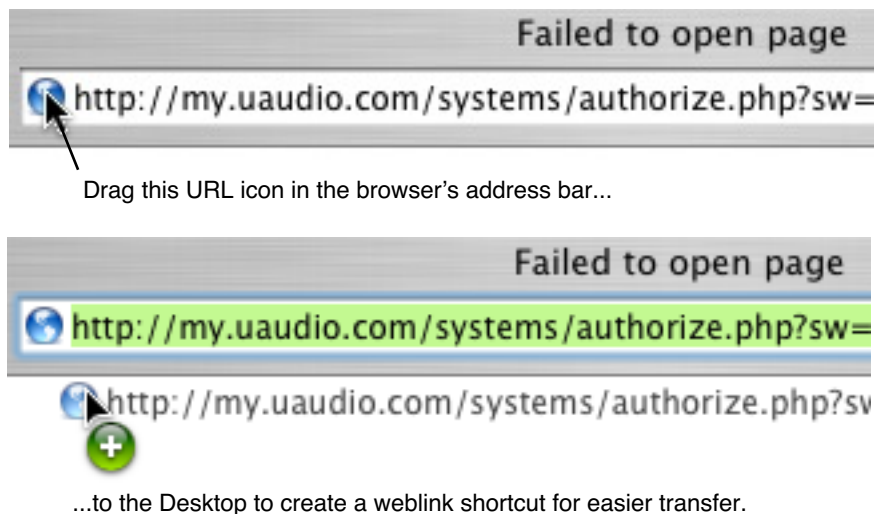 Failed to open page
http://my.uaudio.com/systems/authorize.php?sw=
Drag this URL icon in the browser’s address bar...
Failed to open page
http://my.uaudio.com/systems/authorize.php?sw=
http://my.uaudio.com/systems/authorize.php?sw
...to the Desktop to create a weblink shortcut for easier transfer.